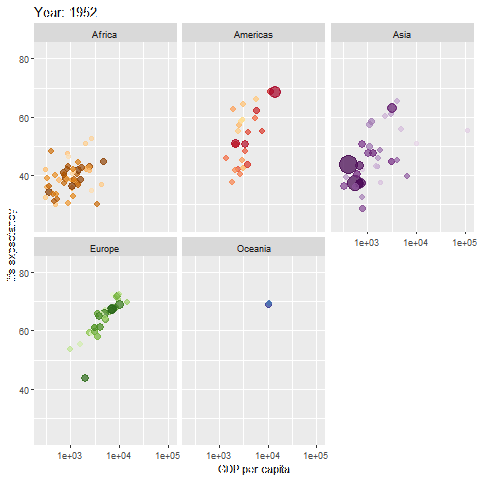 Year: 1952
Africa
Americas
Asia
80
60
40
1e+03 1e+04 1e+05
Europe
Oceania
80
60
40
1e+03 1e+04 1e+05
1e+03 1e+04 1e+05
GDP per capita
life expectancy